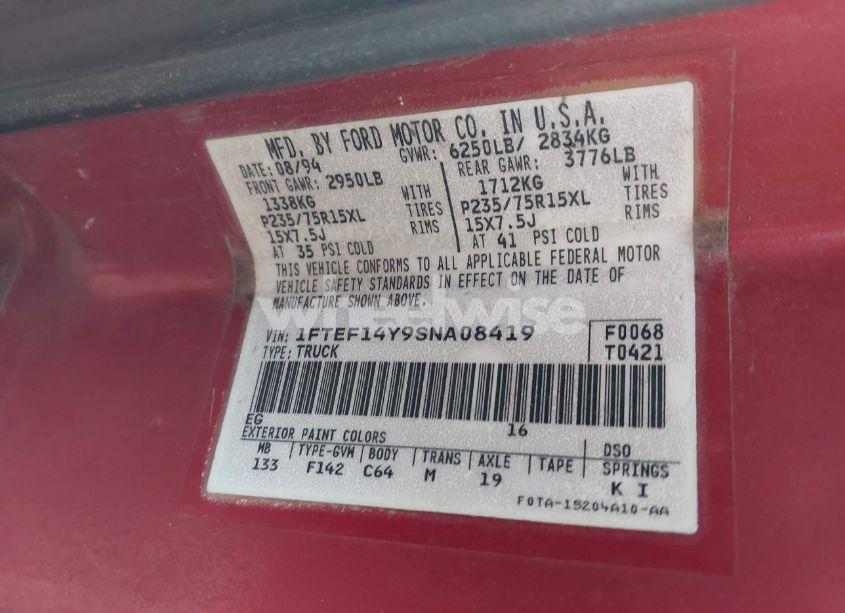 MFD. BY FORD MOTOR CO. IN U.S.A.
DATE: 08/94 GVWR: 6250LB/ 2834KG
FRONT GAWR: 2950LB REAR GAWR: 3776LB
1338KG WITH 1712KG WITH
P235/75R15XL TIRES P235/75R15XL TIRES
15X7.5J RIMS 15X7.5J RIMS
AT 35 PSI COLD AT 41 PSI COLD
THIS VEHICLE CONFORMS TO ALL APPLICABLE FEDERAL MOTOR
VEHICLE SAFETY STANDARDS IN EFFECT ON THE DATE OF
MANUFACTURE SHOWN ABOVE.
wheelwise
VIN: 1FTEF14Y9SNA08419 F0068
TYPE: TRUCK T0421
EG 16
EXTERIOR PAINT COLORS DSO
WB TYPE-GVW BODY TRANS AXLE TAPE SPRINGS
133 F142 C64 M 19 K I
F0TA-15204A10-AA